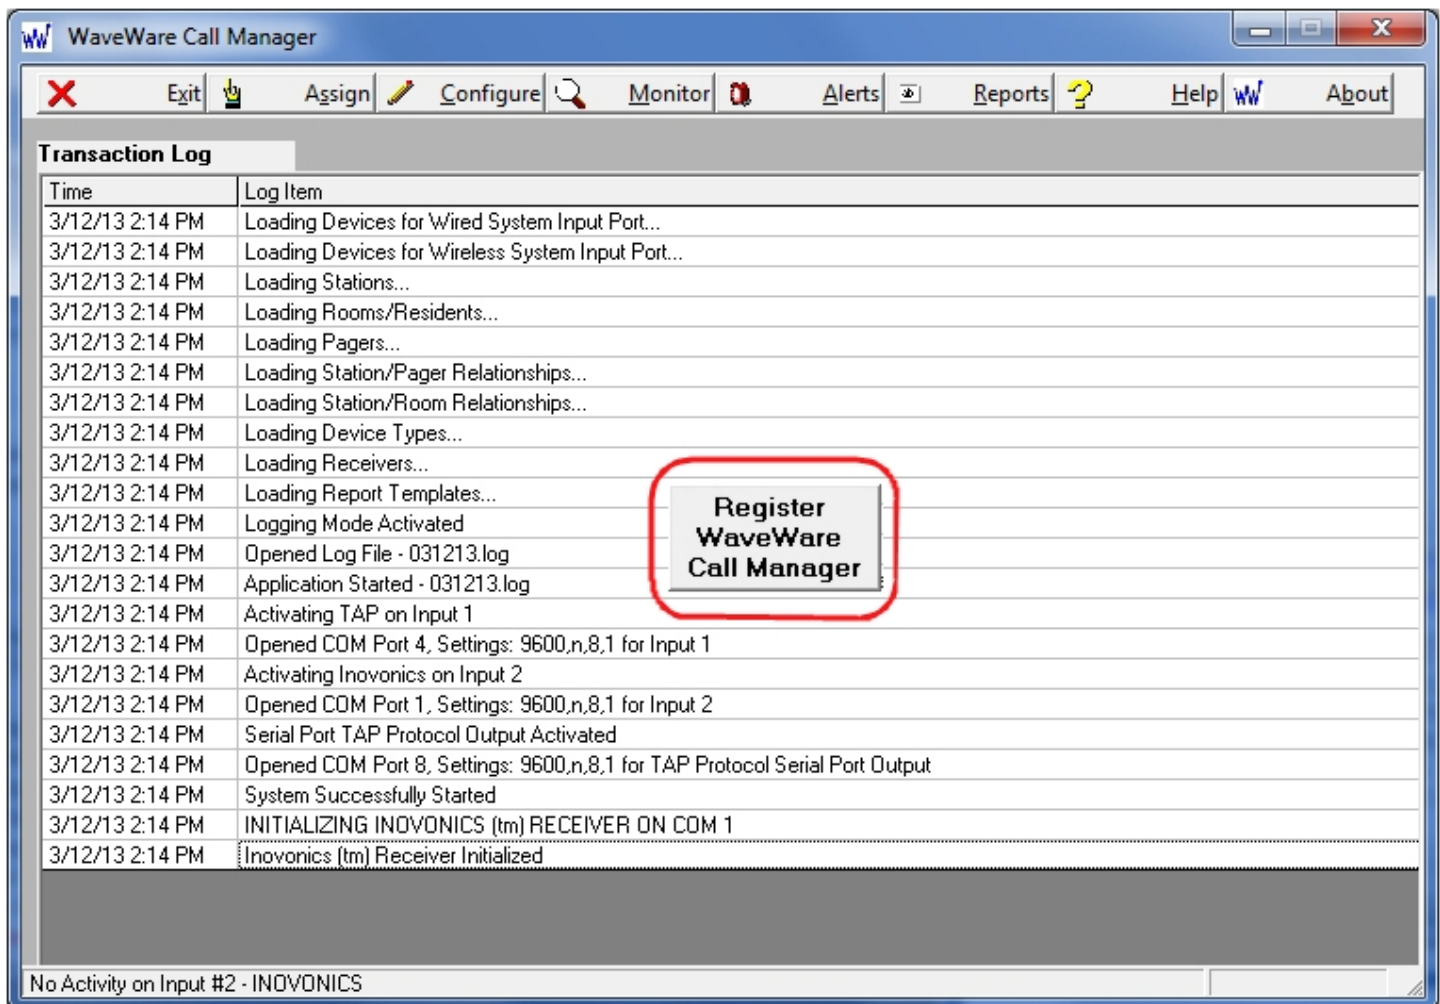 WaveWare Call Manager
Exit Assign Configure Monitor Alerts Reports Help About
Transaction Log
Time Log Item
3/12/13 2:14 PM Loading Devices for Wired System Input Port...
3/12/13 2:14 PM Loading Devices for Wireless System Input Port...
3/12/13 2:14 PM Loading Stations...
3/12/13 2:14 PM Loading Rooms/Residents...
3/12/13 2:14 PM Loading Pagers...
3/12/13 2:14 PM Loading Station/Pager Relationships...
3/12/13 2:14 PM Loading Station/Room Relationships...
3/12/13 2:14 PM Loading Device Types...
3/12/13 2:14 PM Loading Receivers...
3/12/13 2:14 PM Loading Report Templates...
3/12/13 2:14 PM Logging Mode Activated
3/12/13 2:14 PM Opened Log File - 031213.log
3/12/13 2:14 PM Application Started - 031213.log
3/12/13 2:14 PM Activating TAP on Input 1
3/12/13 2:14 PM Opened COM Port 4, Settings: 9600,n,8,1 for Input 1
3/12/13 2:14 PM Activating Inovonics on Input 2
3/12/13 2:14 PM Opened COM Port 1, Settings: 9600,n,8,1 for Input 2
3/12/13 2:14 PM Serial Port TAP Protocol Output Activated
3/12/13 2:14 PM Opened COM Port 8, Settings: 9600,n,8,1 for TAP Protocol Serial Port Output
3/12/13 2:14 PM System Successfully Started
3/12/13 2:14 PM INITIALIZING INOVONICS (tm) RECEIVER ON COM 1
3/12/13 2:14 PM Inovonics (tm) Receiver Initialized
Register
WaveWare
Call Manager
No Activity on Input #2 - INOVONICS